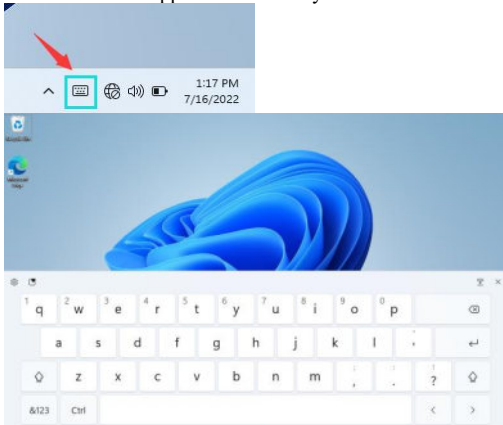 1:17 PM
7/16/2022
1 q 2 w 3 e 4 r 5 t 6 y 7 u 8 i 9 o 0 p
a s d f g h j k l '
z x c v b n m ; , : . ! ?
&123 Ctrl < >